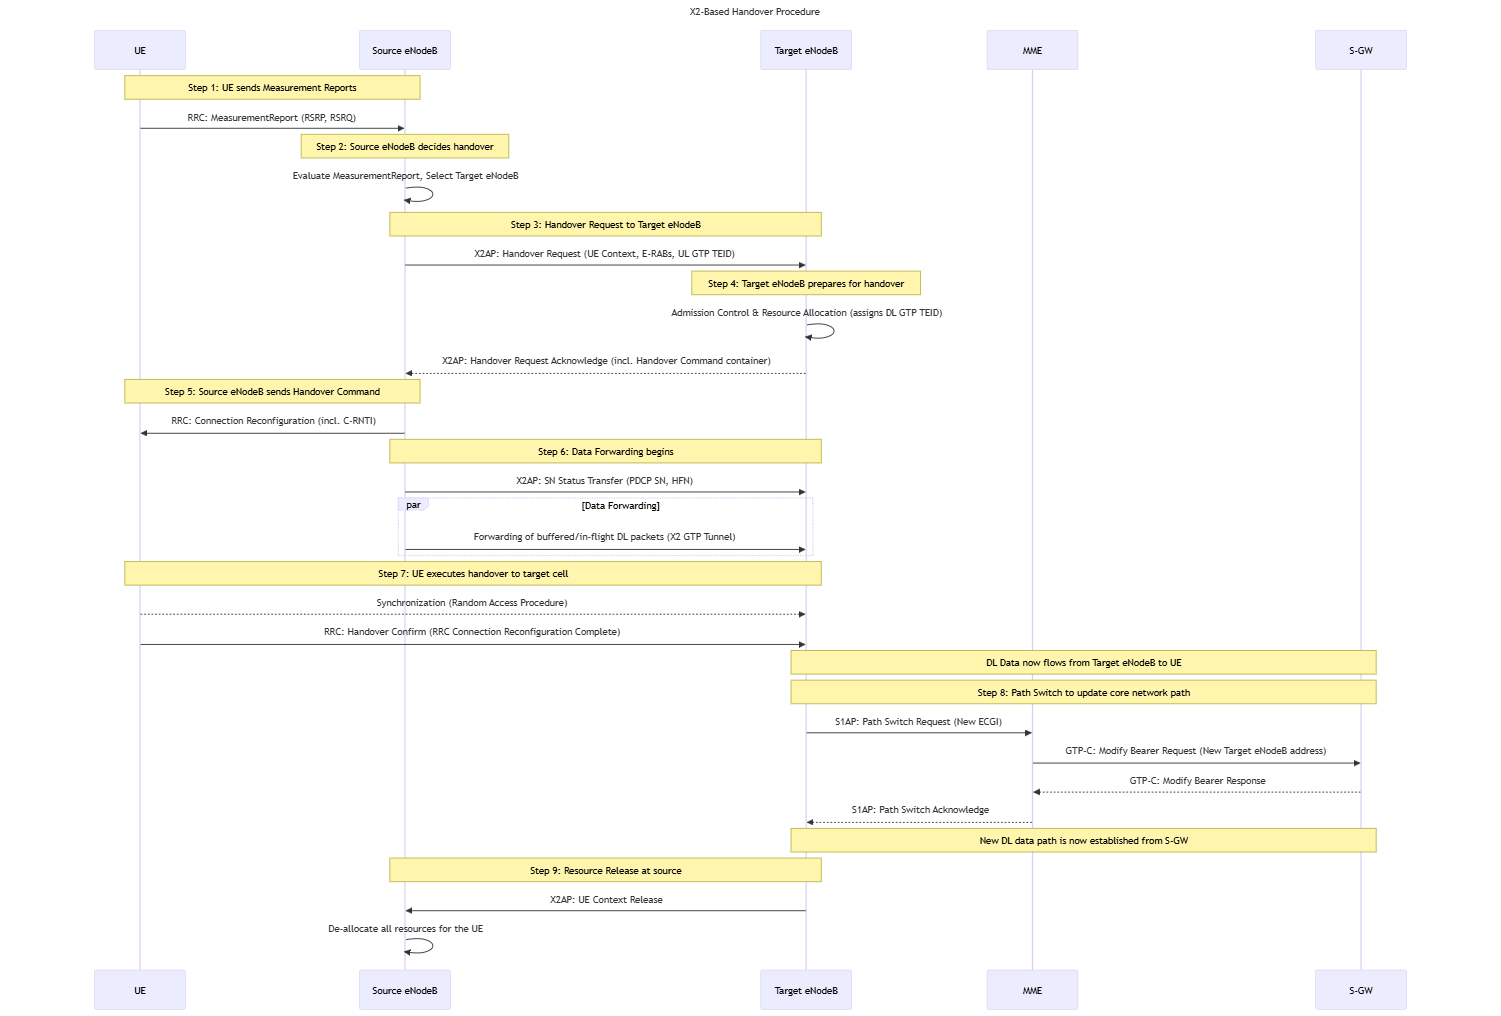 X2-Based Handover Procedure
UE
Source eNodeB
Target eNodeB
MME
S-GW
Step 1: UE sends Measurement Reports
RRC: MeasurementReport (RSRP, RSRQ)
Step 2: Source eNodeB decides handover
Evaluate MeasurementReport, Select Target eNodeB
Step 3: Handover Request to Target eNodeB
X2AP: Handover Request (UE Context, E-RABs, UL GTP TEID)
Step 4: Target eNodeB prepares for handover
Admission Control & Resource Allocation (assigns DL GTP TEID)
X2AP: Handover Request Acknowledge (incl. Handover Command container)
Step 5: Source eNodeB sends Handover Command
RRC: Connection Reconfiguration (incl. C-RNTI)
Step 6: Data Forwarding begins
X2AP: SN Status Transfer (PDCP SN, HFN)
par
[Data Forwarding]
Forwarding of buffered/in-flight DL packets (X2 GTP Tunnel)
Step 7: UE executes handover to target cell
Synchronization (Random Access Procedure)
RRC: Handover Confirm (RRC Connection Reconfiguration Complete)
DL Data now flows from Target eNodeB to UE
Step 8: Path Switch to update core network path
S1AP: Path Switch Request (New ECGI)
GTP-C: Modify Bearer Request (New Target eNodeB address)
GTP-C: Modify Bearer Response
S1AP: Path Switch Acknowledge
New DL data path is now established from S-GW
Step 9: Resource Release at source
X2AP: UE Context Release
De-allocate all resources for the UE
UE
Source eNodeB
Target eNodeB
MME
S-GW